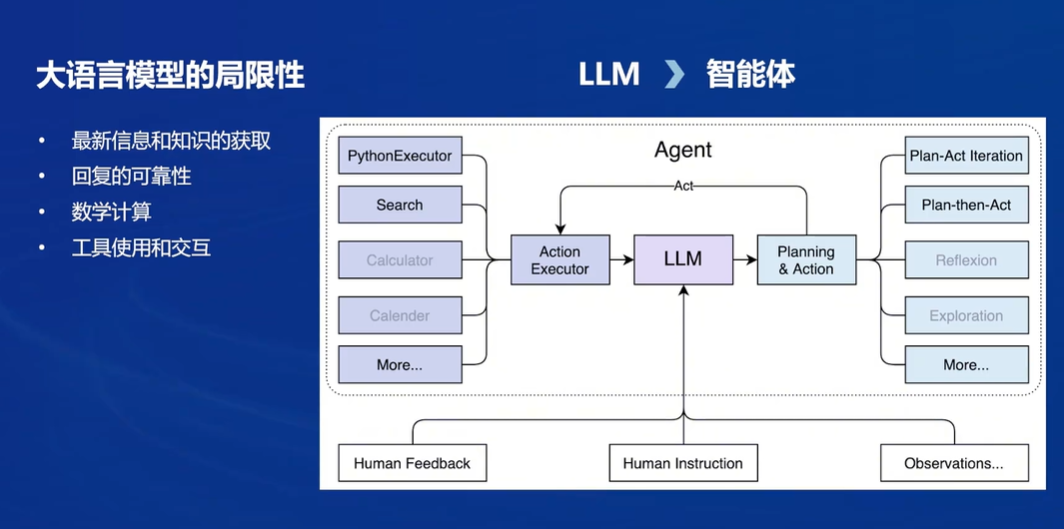 大语言模型的局限性
• 最新信息和知识的获取
• 回复的可靠性
• 数学计算
• 工具使用和交互
LLM 智能体
Agent
PythonExecutor
Search
Calculator
Calender
More...
Act
Action
Executor
LLM
Planning
& Action
Plan-Act Iteration
Plan-then-Act
Reflexion
Exploration
More...
Human Feedback
Human Instruction
Observations...